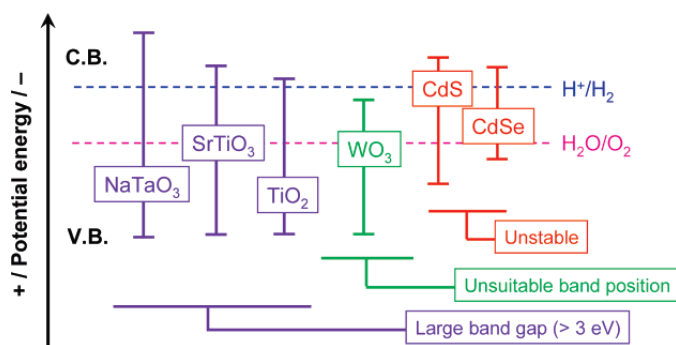 + / Potential energy / –
C.B.
V.B.
H⁺/H₂
H₂O/O₂
NaTaO₃
SrTiO₃
TiO₂
WO₃
CdS
CdSe
Unstable
Unsuitable band position
Large band gap (> 3 eV)